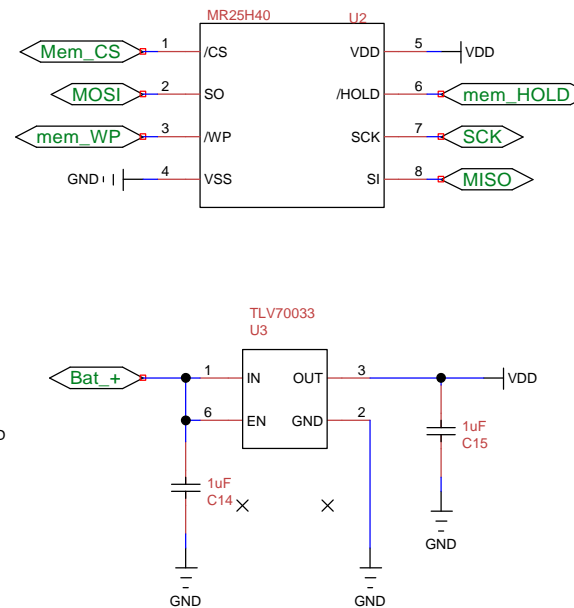 MR25H40 U2
Mem_CS 1 /CS VDD 5 VDD
MOSI 2 SO /HOLD 6 mem_HOLD
mem_WP 3 /WP SCK 7 SCK
GND 4 VSS SI 8 MISO
TLV70033
U3
Bat_+ 1 IN OUT 3 VDD
6 EN GND 2
1uF
C15
1uF
C14
GND
GND
GND